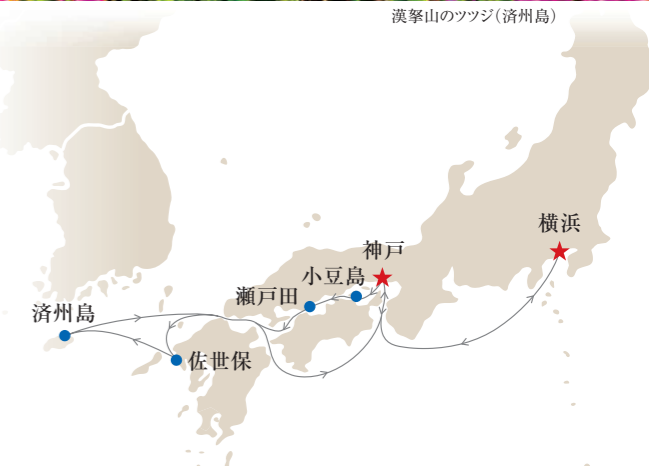 漢拏山のツツジ（済州島）
横浜
神戸
小豆島
瀬戸田
済州島
佐世保